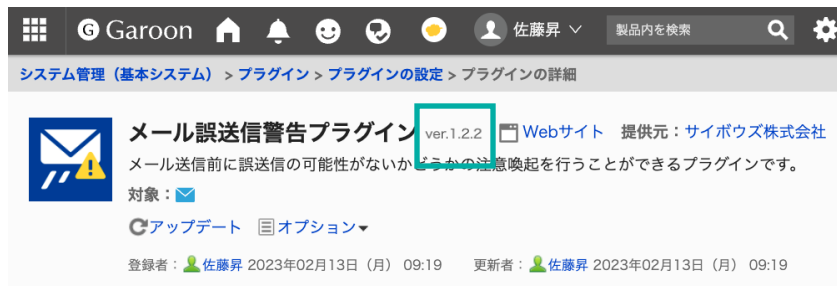 Garoon 佐藤昇 製品内を検索
システム管理（基本システム） > プラグイン > プラグインの設定 > プラグインの詳細
メール誤送信警告プラグイン ver.1.2.2 Webサイト 提供元：サイボウズ株式会社
メール送信前に誤送信の可能性がないかどうかの注意喚起を行うことができるプラグインです。
対象：
アップデート オプション
登録者：佐藤昇 2023年02月13日（月） 09:19 更新者：佐藤昇 2023年02月13日（月） 09:19